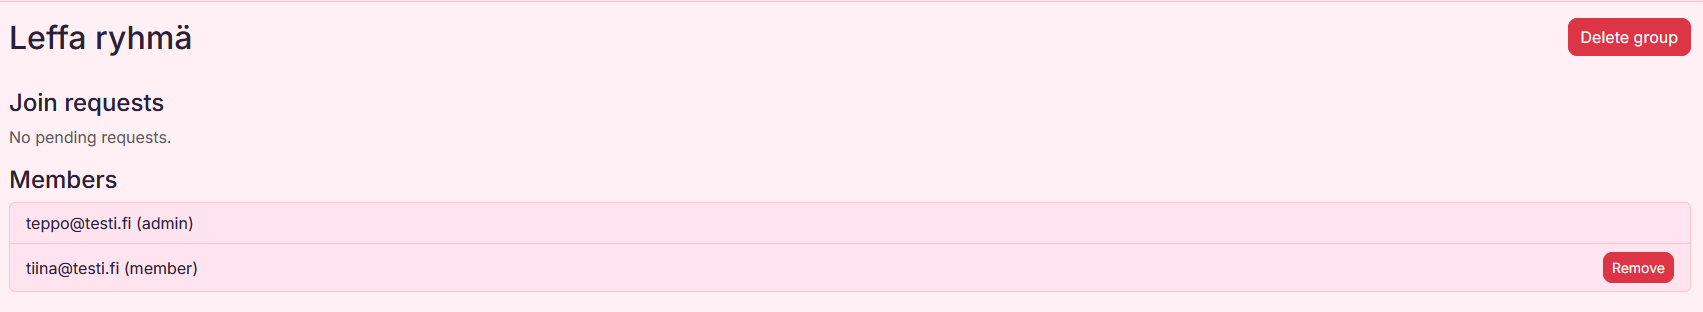 Leffa ryhmä
Delete group
Join requests
No pending requests.
Members
teppo@testi.fi (admin)
tiina@testi.fi (member)
Remove